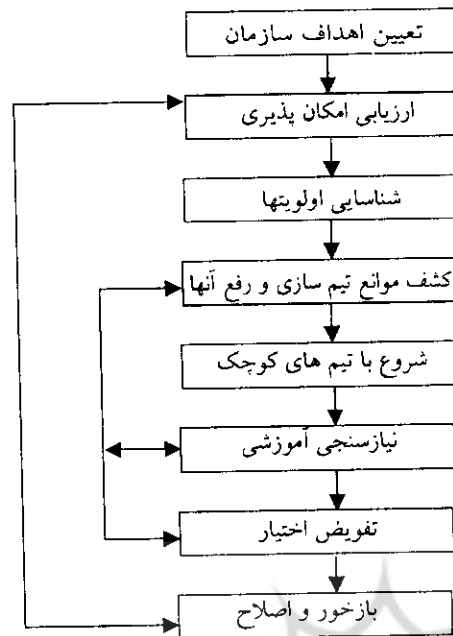 تعیین اهداف سازمان
ارزیابی امکان پذیری
شناسایی اولویتها
کشف موانع تیم سازی و رفع آنها
شروع با تیم های کوچک
نیازسنجی آموزشی
تفویض اختیار
بازخور و اصلاح